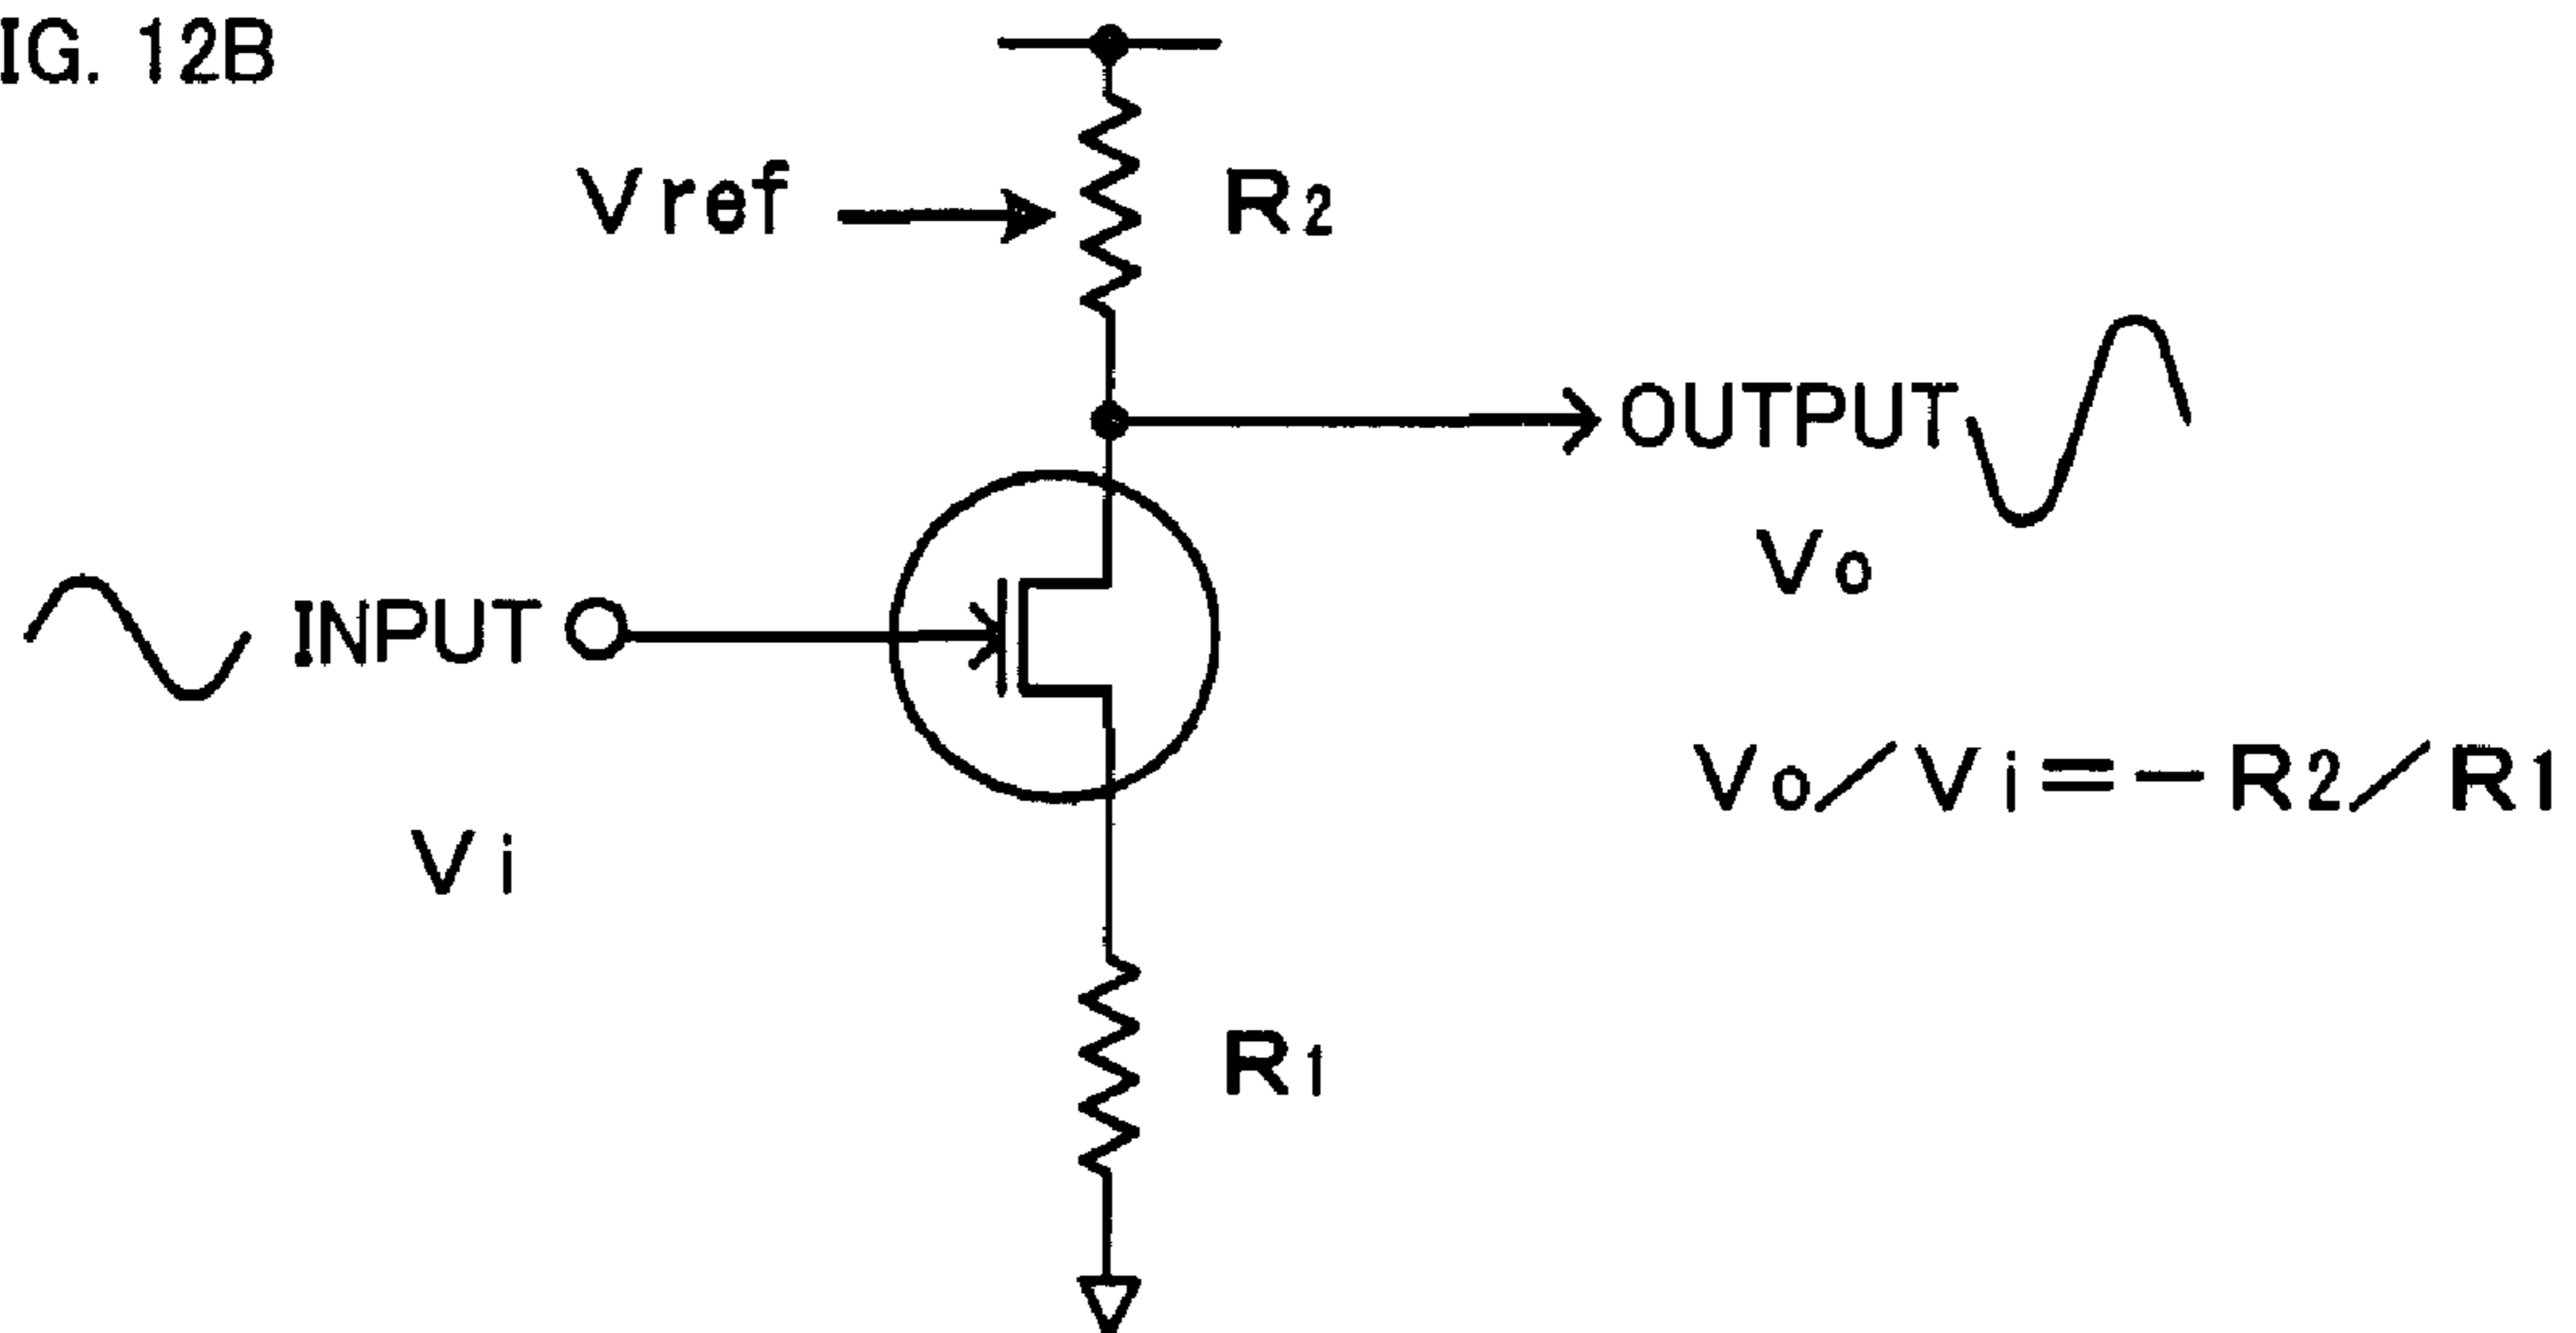 IG. 12B
Vref
R2
OUTPUT
Vo
INPUT
Vi
Vo/Vi=-R2/R1
R1